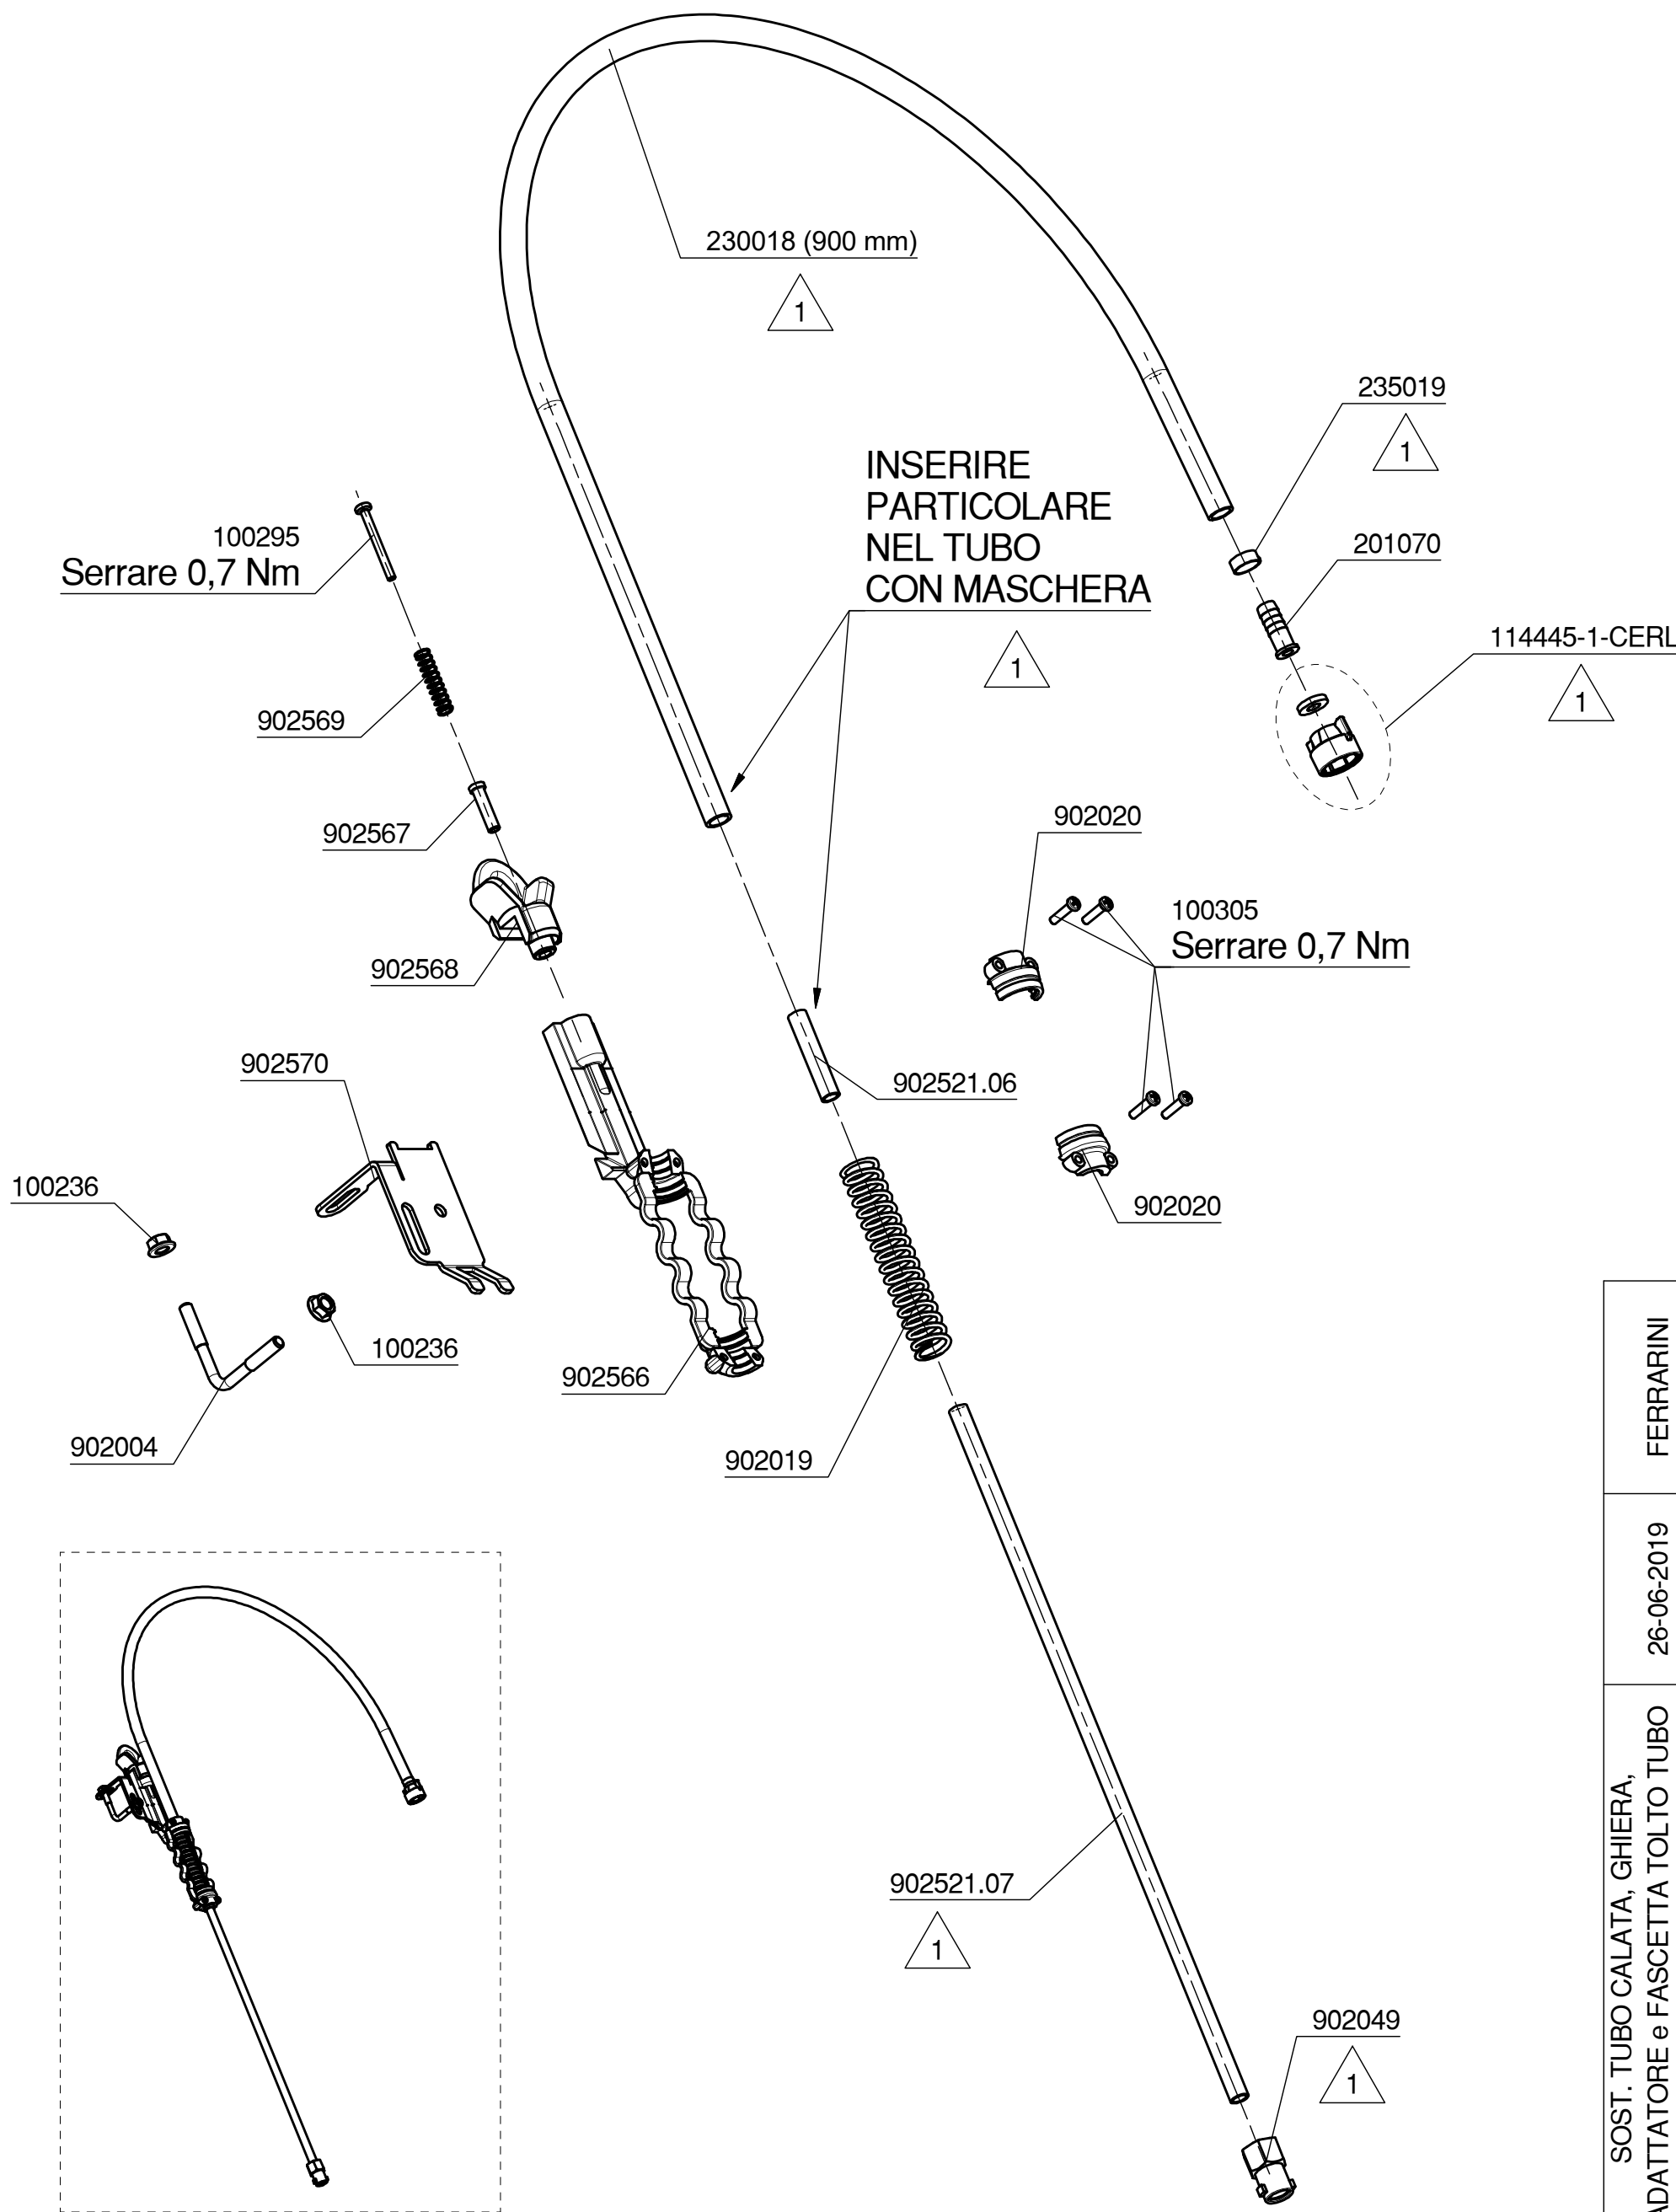 230018 (900 mm)
1
235019
1
INSERIRE
PARTICOLARE
NEL TUBO
CON MASCHERA
1
100295
Serrare 0,7 Nm
201070
114445-1-CERL
1
902569
902567
902020
100305
Serrare 0,7 Nm
902568
902570
902521.06
100236
902020
100236
902566
902004
902019
902521.07
1
902049
1
FERRARINI
26-06-2019
SOST. TUBO CALATA, GHIERA,
ADATTATORE e FASCETTA TOLTO TUBO